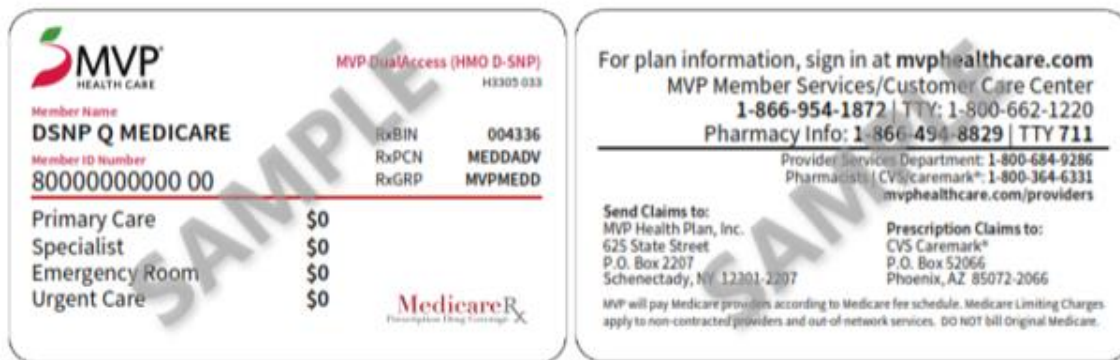 MVP
HEALTH CARE
MVP DualAccess (HMO D-SNP)
H3305 033
Member Name
DSNP Q MEDICARE
Member ID Number
80000000000 00
RxBIN 004336
RxPCN MEDDADV
RxGRP MVPMEDD
Primary Care $0
Specialist $0
Emergency Room $0
Urgent Care $0
MedicareRx
Prescription Drug Coverage
SAMPLE
For plan information, sign in at mvphealthcare.com
MVP Member Services/Customer Care Center
1-866-954-1872 | TTY: 1-800-662-1220
Pharmacy Info: 1-866-494-8829 | TTY 711
Provider Services Department: 1-800-684-9286
Pharmacists | CVS/caremark®: 1-800-364-6331
mvphealthcare.com/providers
Send Claims to:
MVP Health Plan, Inc.
625 State Street
P.O. Box 2207
Schenectady, NY 12301-2207
Prescription Claims to:
CVS Caremark®
P.O. Box 52066
Phoenix, AZ 85072-2066
MVP will pay Medicare providers according to Medicare fee schedule. Medicare Limiting Charges
apply to non-contracted providers and out-of-network services. DO NOT bill Original Medicare.
SAMPLE